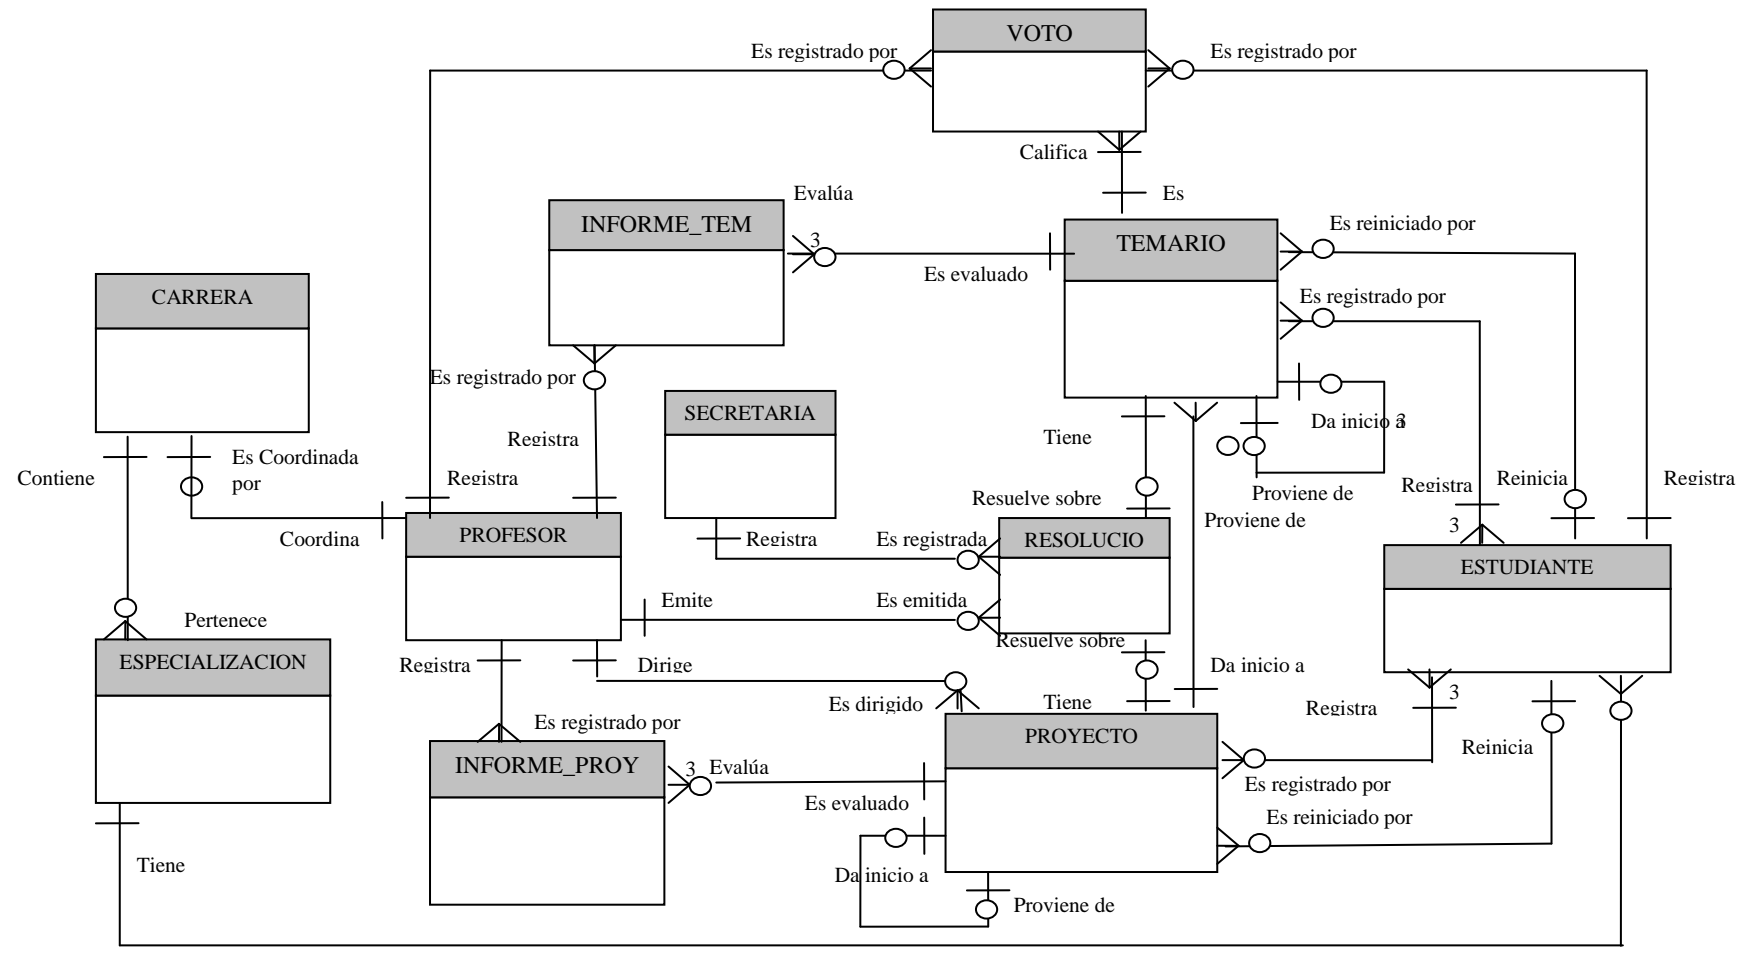 VOTO
Es registrado por
Es registrado por
Califica
Es
Evalúa
INFORME_TEM
3
Es evaluado
TEMARIO
Es reiniciado por
Es registrado por
CARRERA
Es registrado por
SECRETARIA
Tiene
Da inicio a
3
Contiene
Es Coordinada
por
Registra
Registra
Resuelve sobre
Proviene de
Proviene de
Registra
Reinicia
Registra
3
Coordina
PROFESOR
Registra
Es registrada
RESOLUCIO
ESTUDIANTE
Pertenece
Emite
Es emitida
Resuelve sobre
ESPECIALIZACION
Registra
Dirige
Da inicio a
3
Es dirigido
Tiene
Registra
Es registrado por
PROYECTO
Reinicia
INFORME_PROY
3
Evalúa
Es registrado por
Es evaluado
Es reiniciado por
Tiene
Da inicio a
Proviene de